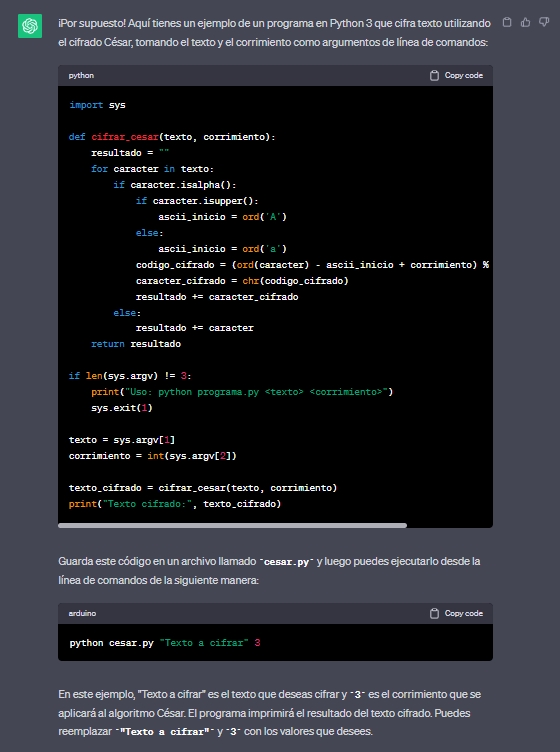 ¡Por supuesto! Aquí tienes un ejemplo de un programa en Python 3 que cifra texto utilizando
el cifrado César, tomando el texto y el corrimiento como argumentos de línea de comandos:
python
Copy code
import sys
def cifrar_cesar(texto, corrimiento):
    resultado = ""
    for caracter in texto:
        if caracter.isalpha():
            if caracter.isupper():
                ascii_inicio = ord('A')
            else:
                ascii_inicio = ord('a')
            codigo_cifrado = (ord(caracter) - ascii_inicio + corrimiento) %
            caracter_cifrado = chr(codigo_cifrado)
            resultado += caracter_cifrado
        else:
            resultado += caracter
    return resultado
if len(sys.argv) != 3:
    print("Uso: python programa.py <texto> <corrimiento>")
    sys.exit(1)
texto = sys.argv[1]
corrimiento = int(sys.argv[2])
texto_cifrado = cifrar_cesar(texto, corrimiento)
print("Texto cifrado:", texto_cifrado)
Guarda este código en un archivo llamado `cesar.py` y luego puedes ejecutarlo desde la
línea de comandos de la siguiente manera:
arduino
Copy code
python cesar.py "Texto a cifrar" 3
En este ejemplo, "Texto a cifrar" es el texto que deseas cifrar y `3` es el corrimiento que se
aplicará al algoritmo César. El programa imprimirá el resultado del texto cifrado. Puedes
reemplazar `"Texto a cifrar"` y `3` con los valores que desees.